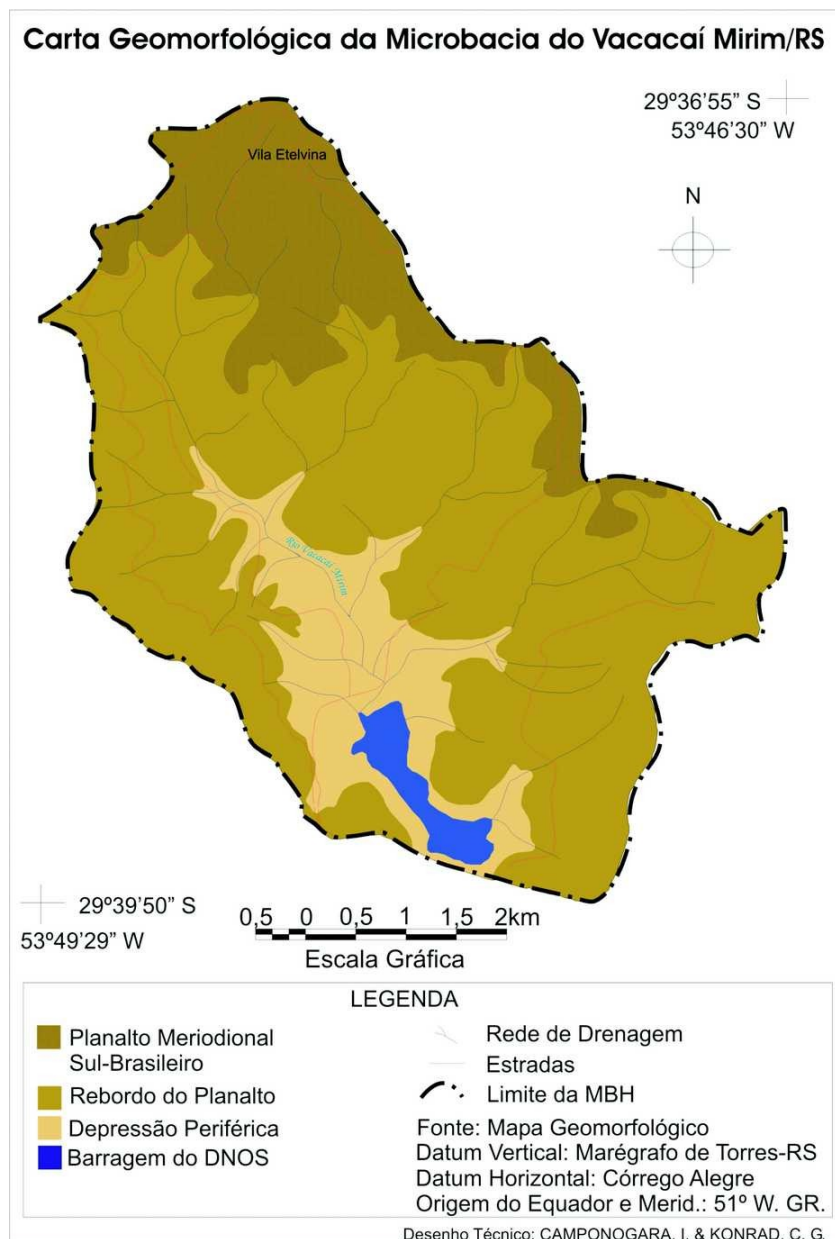 Carta Geomorfológica da Microbacia do Vacacaí Mirim/RS
29º36'55" S
53º46'30" W
Vila Etelvina
N
Rio Vacacaí Mirim
29º39'50" S
53º49'29" W
0,5 0 0,5 1 1,5 2km
Escala Gráfica
LEGENDA
Planalto Meriodional
Sul-Brasileiro
Rebordo do Planalto
Depressão Periférica
Barragem do DNOS
Rede de Drenagem
Estradas
Limite da MBH
Fonte: Mapa Geomorfológico
Datum Vertical: Marégrafo de Torres-RS
Datum Horizontal: Córrego Alegre
Origem do Equador e Merid.: 51º W. GR.
Desenho Técnico: CAMPONOGARA, I. & KONRAD, C. G.